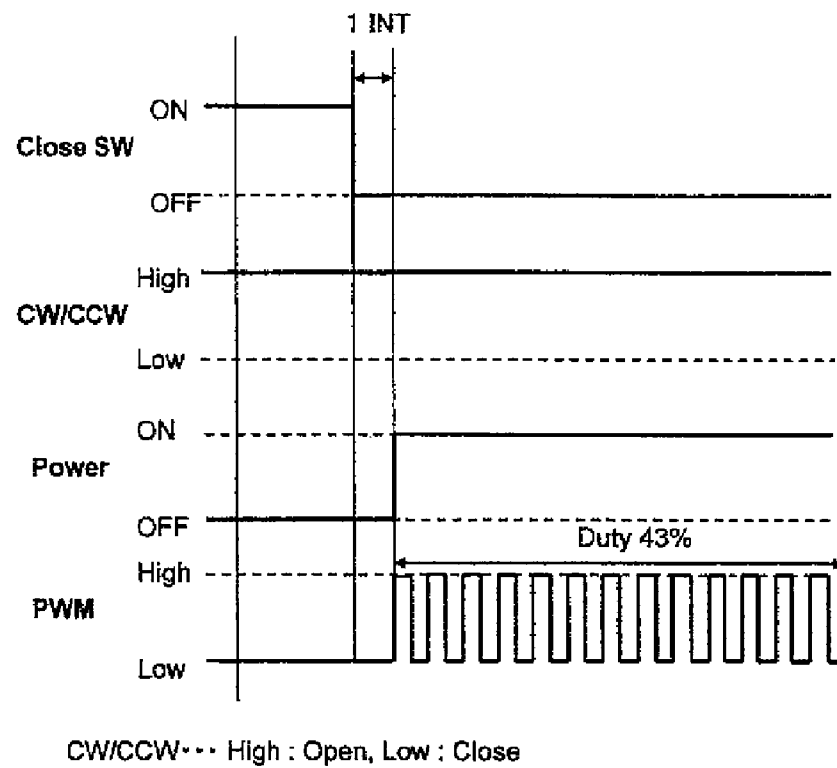 1 INT
ON
Close SW
OFF
High
CW/CCW
Low
ON
Power
OFF
Duty 43%
High
PWM
Low
CW/CCW··· High : Open, Low : Close